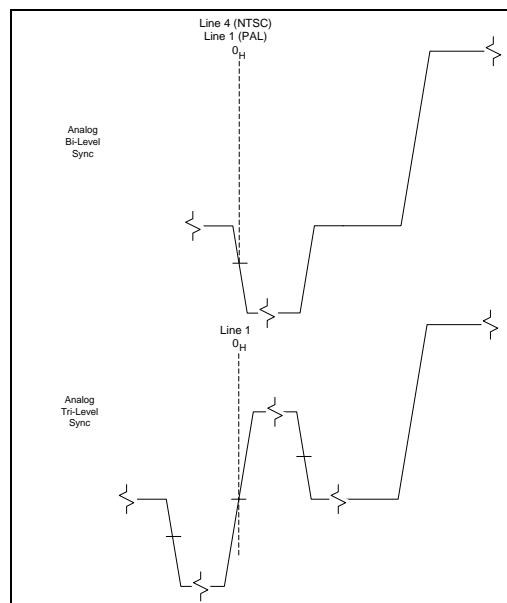 Line 4 (NTSC)
Line 1 (PAL)
0H
Analog
Bi-Level
Sync
Line 1
0H
Analog
Tri-Level
Sync